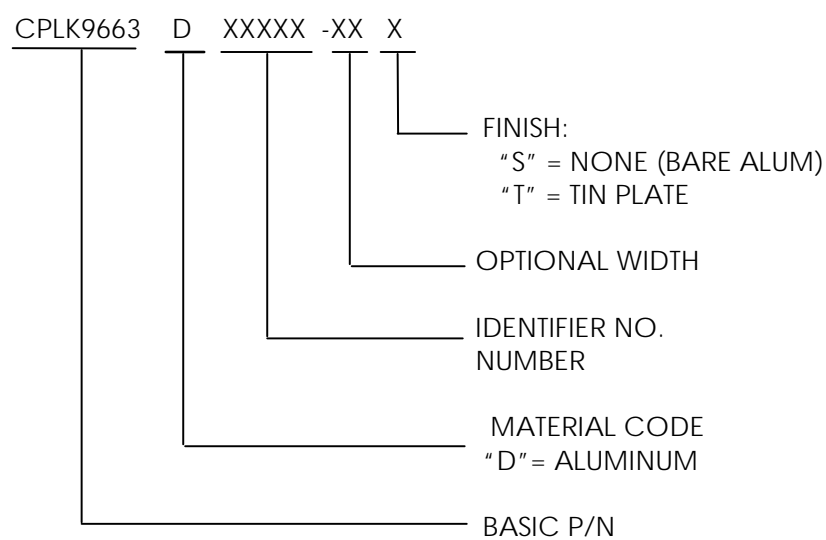 CPLK9663 D XXXXX -XX X
FINISH:
"S" = NONE (BARE ALUM)
"T" = TIN PLATE
OPTIONAL WIDTH
IDENTIFIER NO.
NUMBER
MATERIAL CODE
"D"= ALUMINUM
BASIC P/N